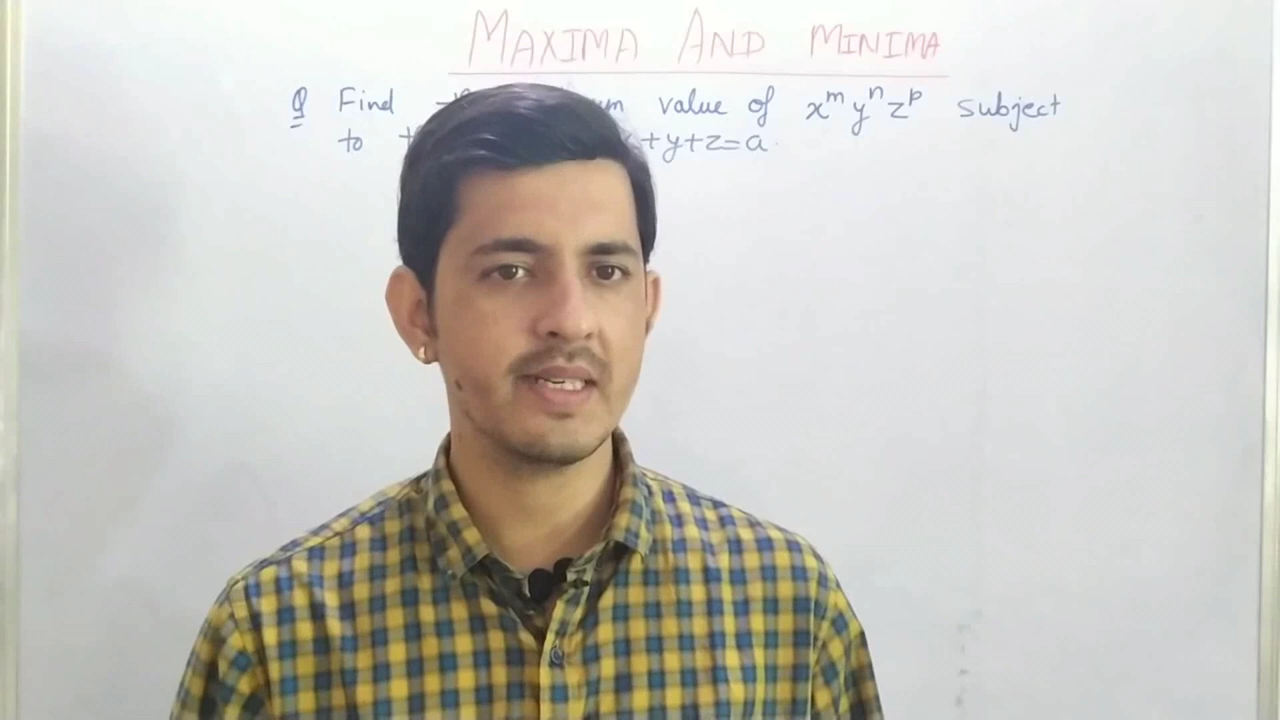 MAXIMA AND MINIMA
Q Find value of x^m y^n z^p subject
to +y+z=a.